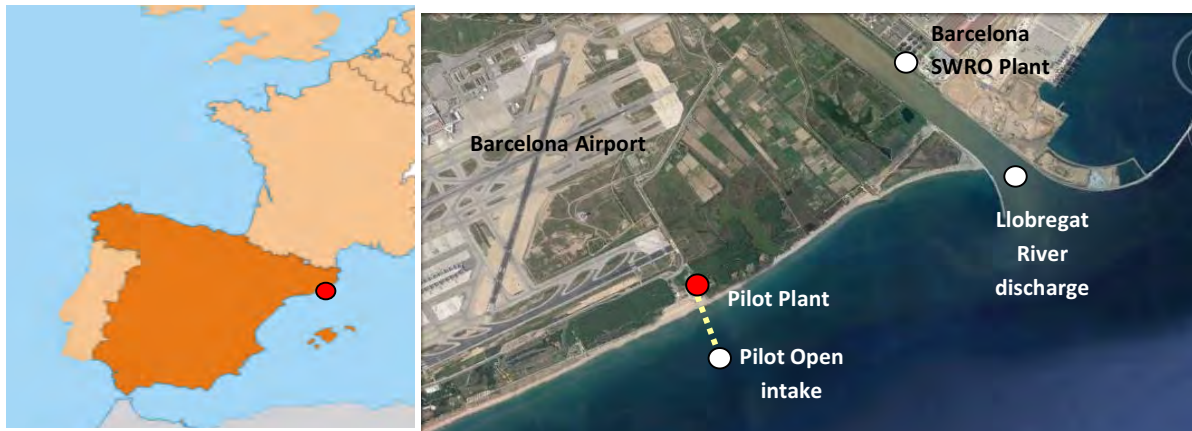 Barcelona
SWRO Plant
Barcelona Airport
Llobregat
River
discharge
Pilot Plant
Pilot Open
intake